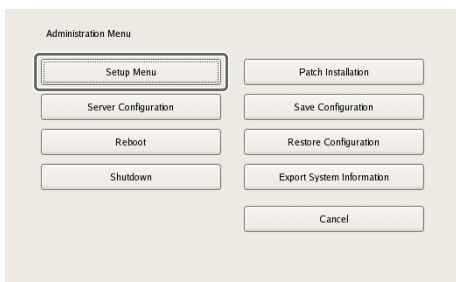 Administration Menu
Setup Menu
Patch Installation
Server Configuration
Save Configuration
Reboot
Restore Configuration
Shutdown
Export System Information
Cancel